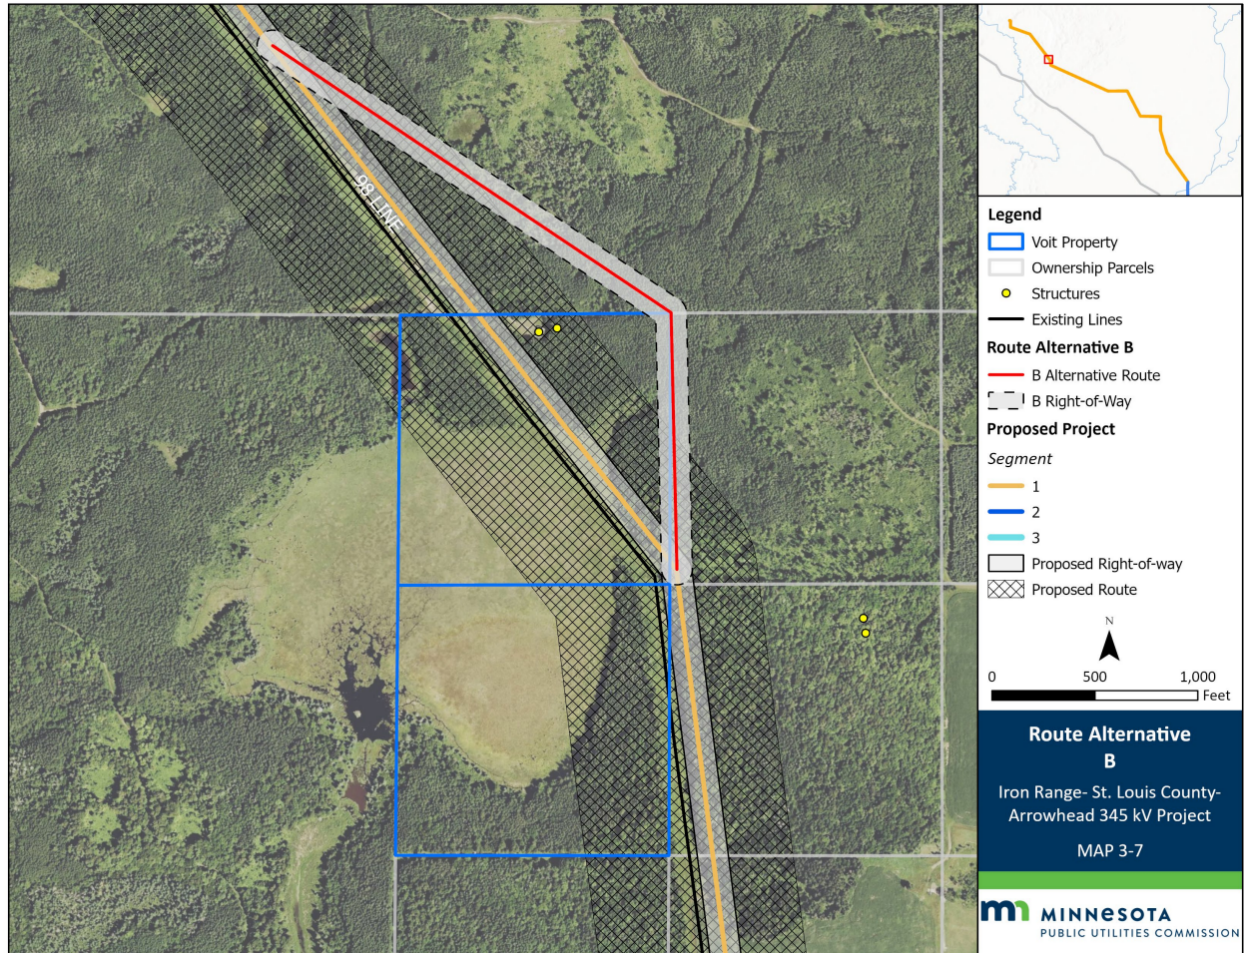 98 LINE
Legend
Voit Property
Ownership Parcels
Structures
Existing Lines
Route Alternative B
B Alternative Route
B Right-of-Way
Proposed Project
Segment
1
2
3
Proposed Right-of-way
Proposed Route
N
0 500 1,000
Feet
Route Alternative
B
Iron Range- St. Louis County-
Arrowhead 345 kV Project
MAP 3-7
mn MINNESOTA
PUBLIC UTILITIES COMMISSION